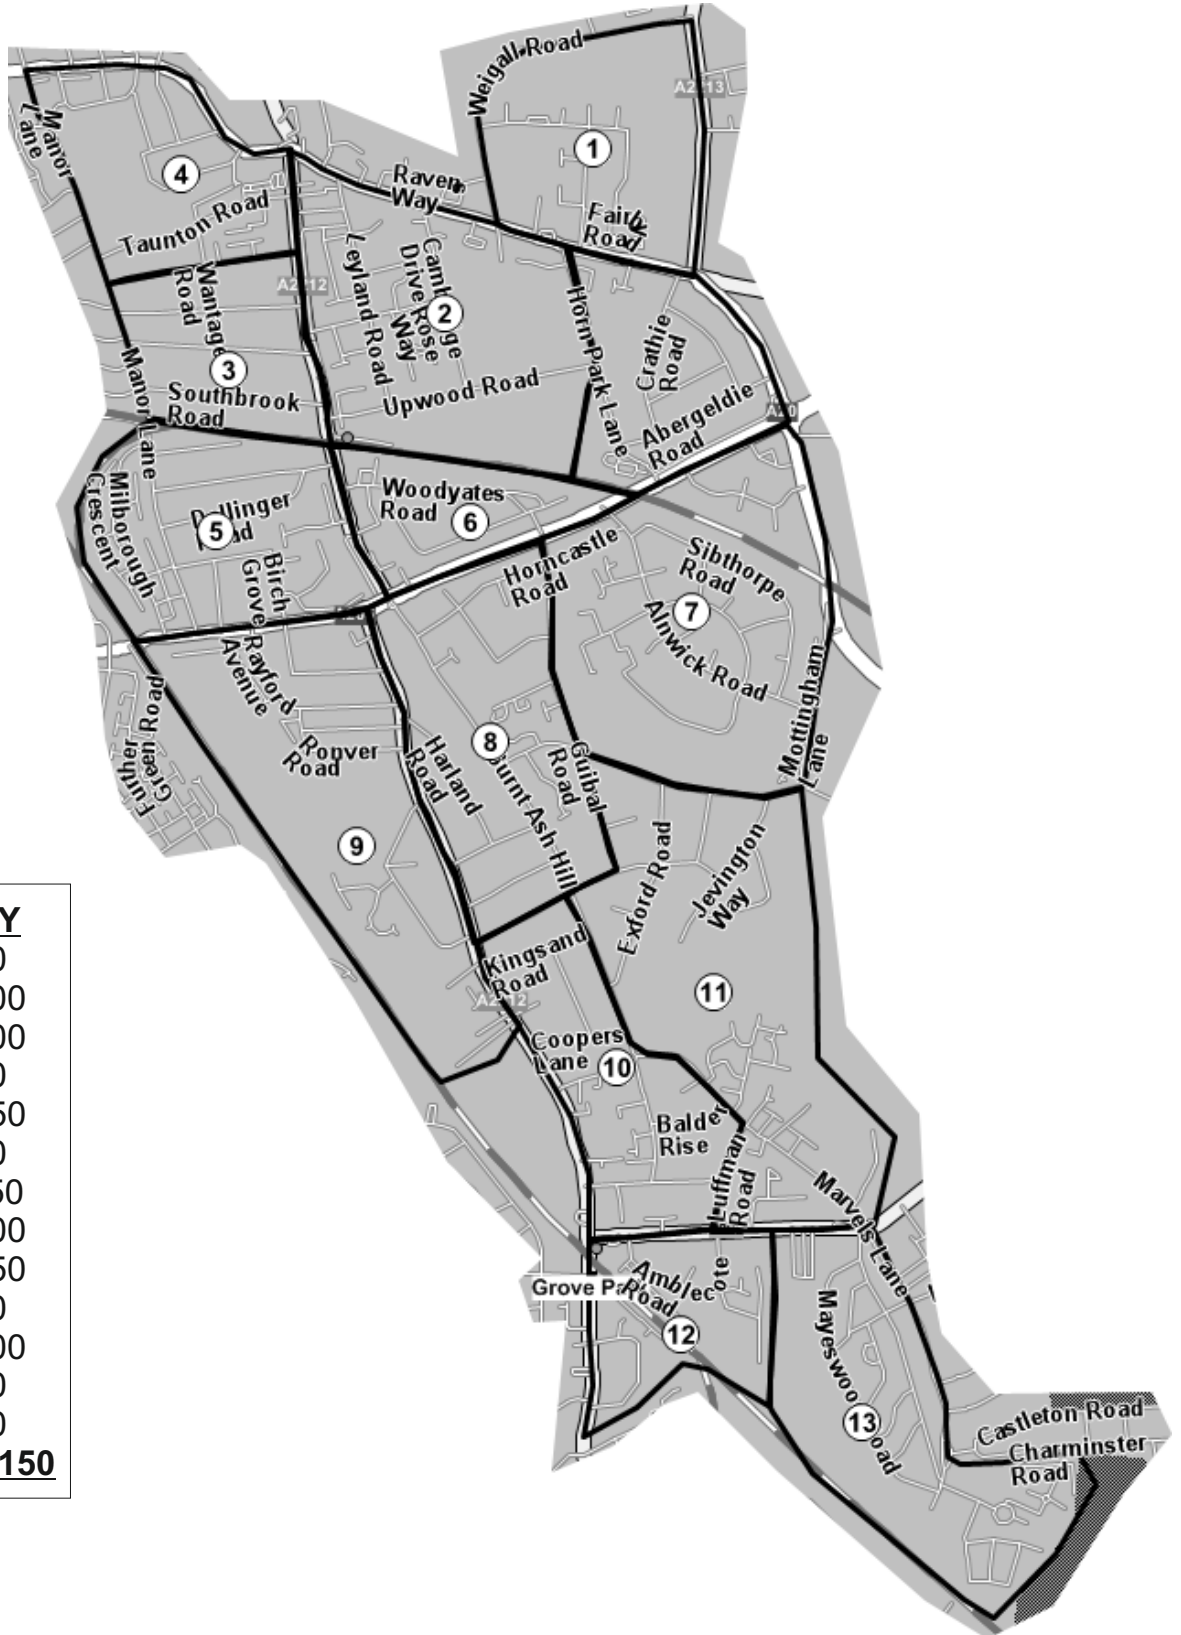 Weigall Road
A2213
Manor
Lane
1
4
Raven
Way
Taunton Road
Road
A2212
Wantage
Road
Leyland Road
Drive
Rose
Way
2
Horn Park Lane
Crathie
Road
3
Manor Lane
Southbrook
Road
Upwood Road
Abergeldie
Road
A20
Milborough
Crescent
5
Woodyates
Road
6
Horncastle
Road
Sibthorpe
Road
Birch
Grove
7
Alnwick Road
A20
Rayford
Avenue
Further
Green Road
Ronver
Road
Harland
Road
8
Burnt Ash Hill
Guibal
Road
Mottingham
Lane
9
Exford Road
Jevington
Way
Y
0
00
00
0
50
0
50
00
50
0
00
0
0
150
Kingsand
Road
A2212
11
Coopers
Lane
10
Balder
Rise
Luffman
Road
Marvels Lane
Grove Pa
Amblecote
Road
12
Mayeswood Road
13
Castleton Road
Charminster
Road